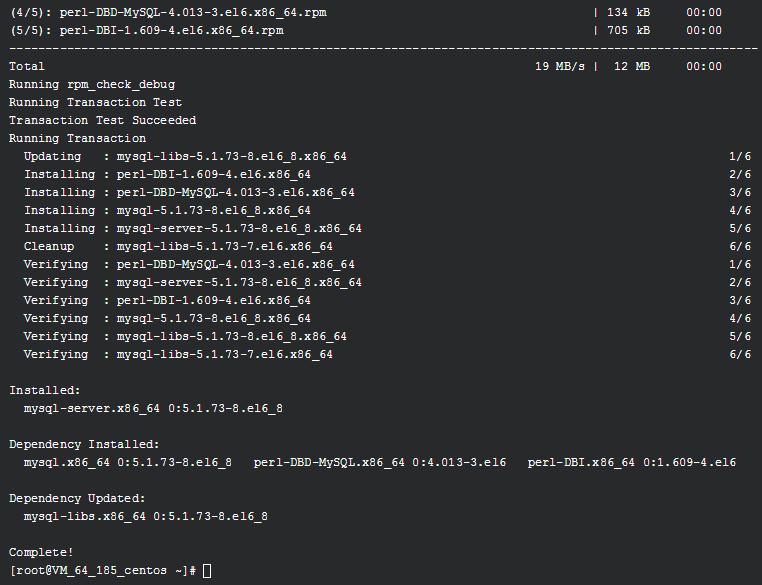 (4/5): perl-DBD-MySQL-4.013-3.el6.x86_64.rpm | 134 kB 00:00
(5/5): perl-DBI-1.609-4.el6.x86_64.rpm | 705 kB 00:00
--------------------------------------------------------------------------------------------------------
Total 19 MB/s | 12 MB 00:00
Running rpm_check_debug
Running Transaction Test
Transaction Test Succeeded
Running Transaction
  Updating   : mysql-libs-5.1.73-8.el6_8.x86_64 1/6
  Installing : perl-DBI-1.609-4.el6.x86_64 2/6
  Installing : perl-DBD-MySQL-4.013-3.el6.x86_64 3/6
  Installing : mysql-5.1.73-8.el6_8.x86_64 4/6
  Installing : mysql-server-5.1.73-8.el6_8.x86_64 5/6
  Cleanup    : mysql-libs-5.1.73-7.el6.x86_64 6/6
  Verifying  : perl-DBD-MySQL-4.013-3.el6.x86_64 1/6
  Verifying  : mysql-server-5.1.73-8.el6_8.x86_64 2/6
  Verifying  : perl-DBI-1.609-4.el6.x86_64 3/6
  Verifying  : mysql-5.1.73-8.el6_8.x86_64 4/6
  Verifying  : mysql-libs-5.1.73-8.el6_8.x86_64 5/6
  Verifying  : mysql-libs-5.1.73-7.el6.x86_64 6/6

Installed:
  mysql-server.x86_64 0:5.1.73-8.el6_8

Dependency Installed:
  mysql.x86_64 0:5.1.73-8.el6_8   perl-DBD-MySQL.x86_64 0:4.013-3.el6   perl-DBI.x86_64 0:1.609-4.el6

Dependency Updated:
  mysql-libs.x86_64 0:5.1.73-8.el6_8

Complete!
[root@VM_64_185_centos ~]#